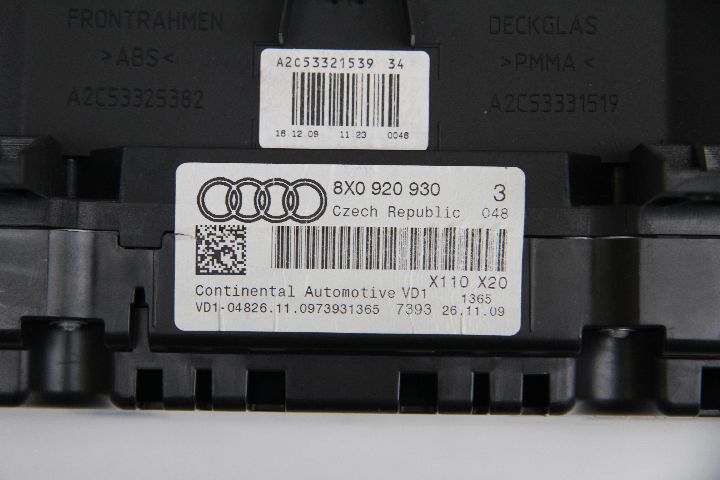 FRONTRAHMEN
>ABS<
A2C53325382
DECKGLAS
>PMMA<
A2C53331519
A2C53321539 34
16 12.09 11:23 0046
8X0 920 930 3
Czech Republic 048
X110 X20
Continental Automotive VD1 1365
VD1-04826.11.0973931365 7393 26.11.09